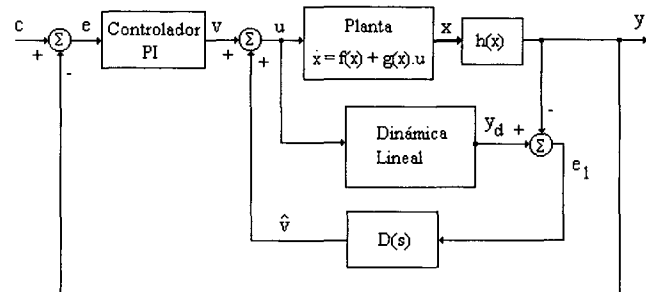 c
+
Σ
-
e
Controlador
PI
v
+
Σ
+
u
Planta
ẋ = f(x) + g(x).u
x
h(x)
y
Dinámica
Lineal
y_d
+
-
Σ
e_1
D(s)
v̂